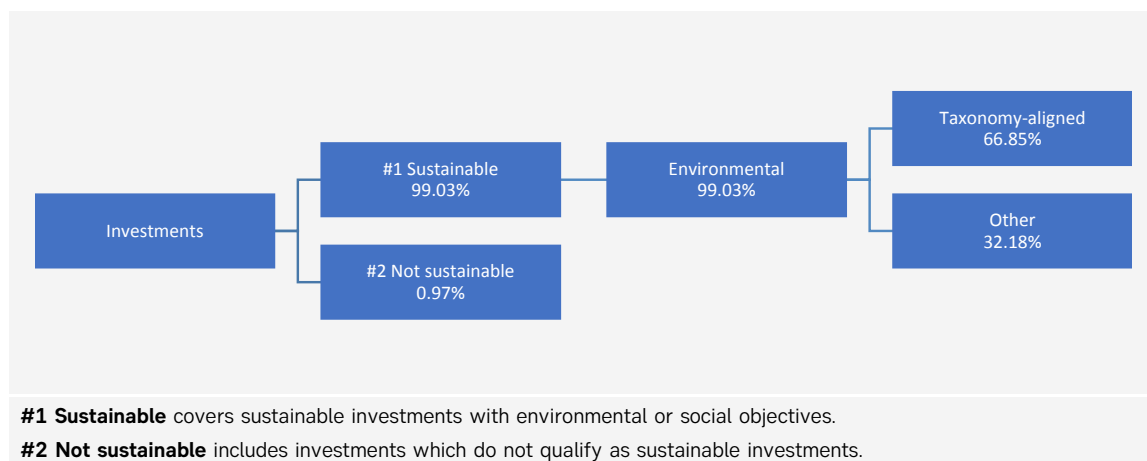 Investments
#1 Sustainable
99.03%
#2 Not sustainable
0.97%
Environmental
99.03%
Taxonomy-aligned
66.85%
Other
32.18%
#1 Sustainable covers sustainable investments with environmental or social objectives.
#2 Not sustainable includes investments which do not qualify as sustainable investments.